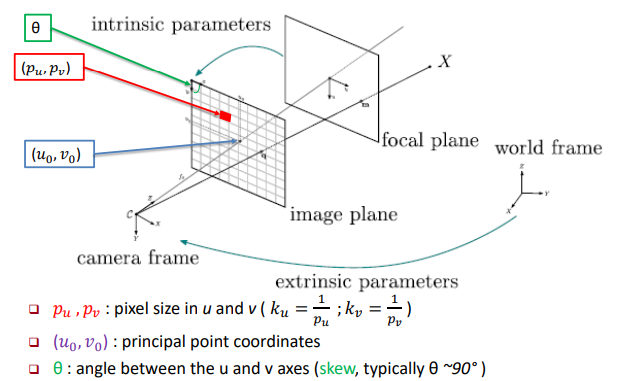 θ
intrinsic parameters
(p_u, p_v)
X
(u_0, v_0)
focal plane
world frame
z
Y
X
image plane
C
z
x
Y
camera frame
extrinsic parameters
p_u , p_v : pixel size in u and v ( k_u = 1/p_u ; k_v = 1/p_v )
(u_0, v_0) : principal point coordinates
θ : angle between the u and v axes (skew, typically θ ~90° )